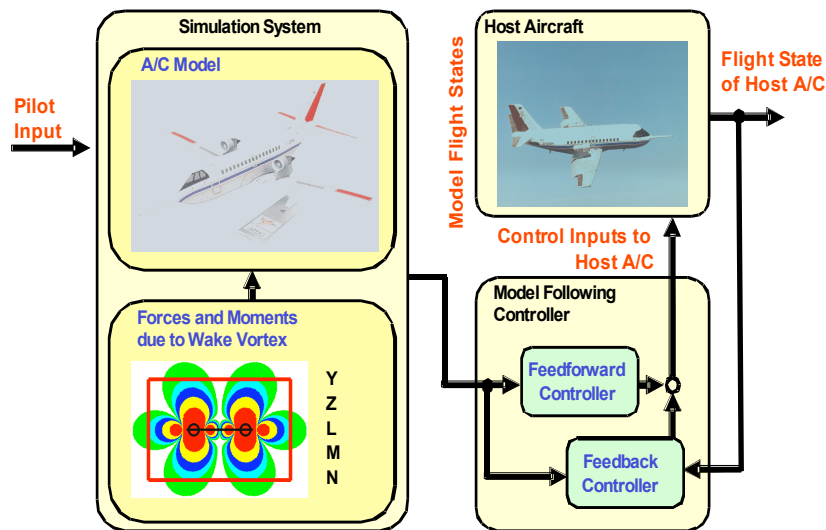 Simulation System
A/C Model
Pilot
Input
Forces and Moments
due to Wake Vortex
Y
Z
L
M
N
Model Flight States
Host Aircraft
Flight State
of Host A/C
Control Inputs to
Host A/C
Model Following
Controller
Feedforward
Controller
Feedback
Controller